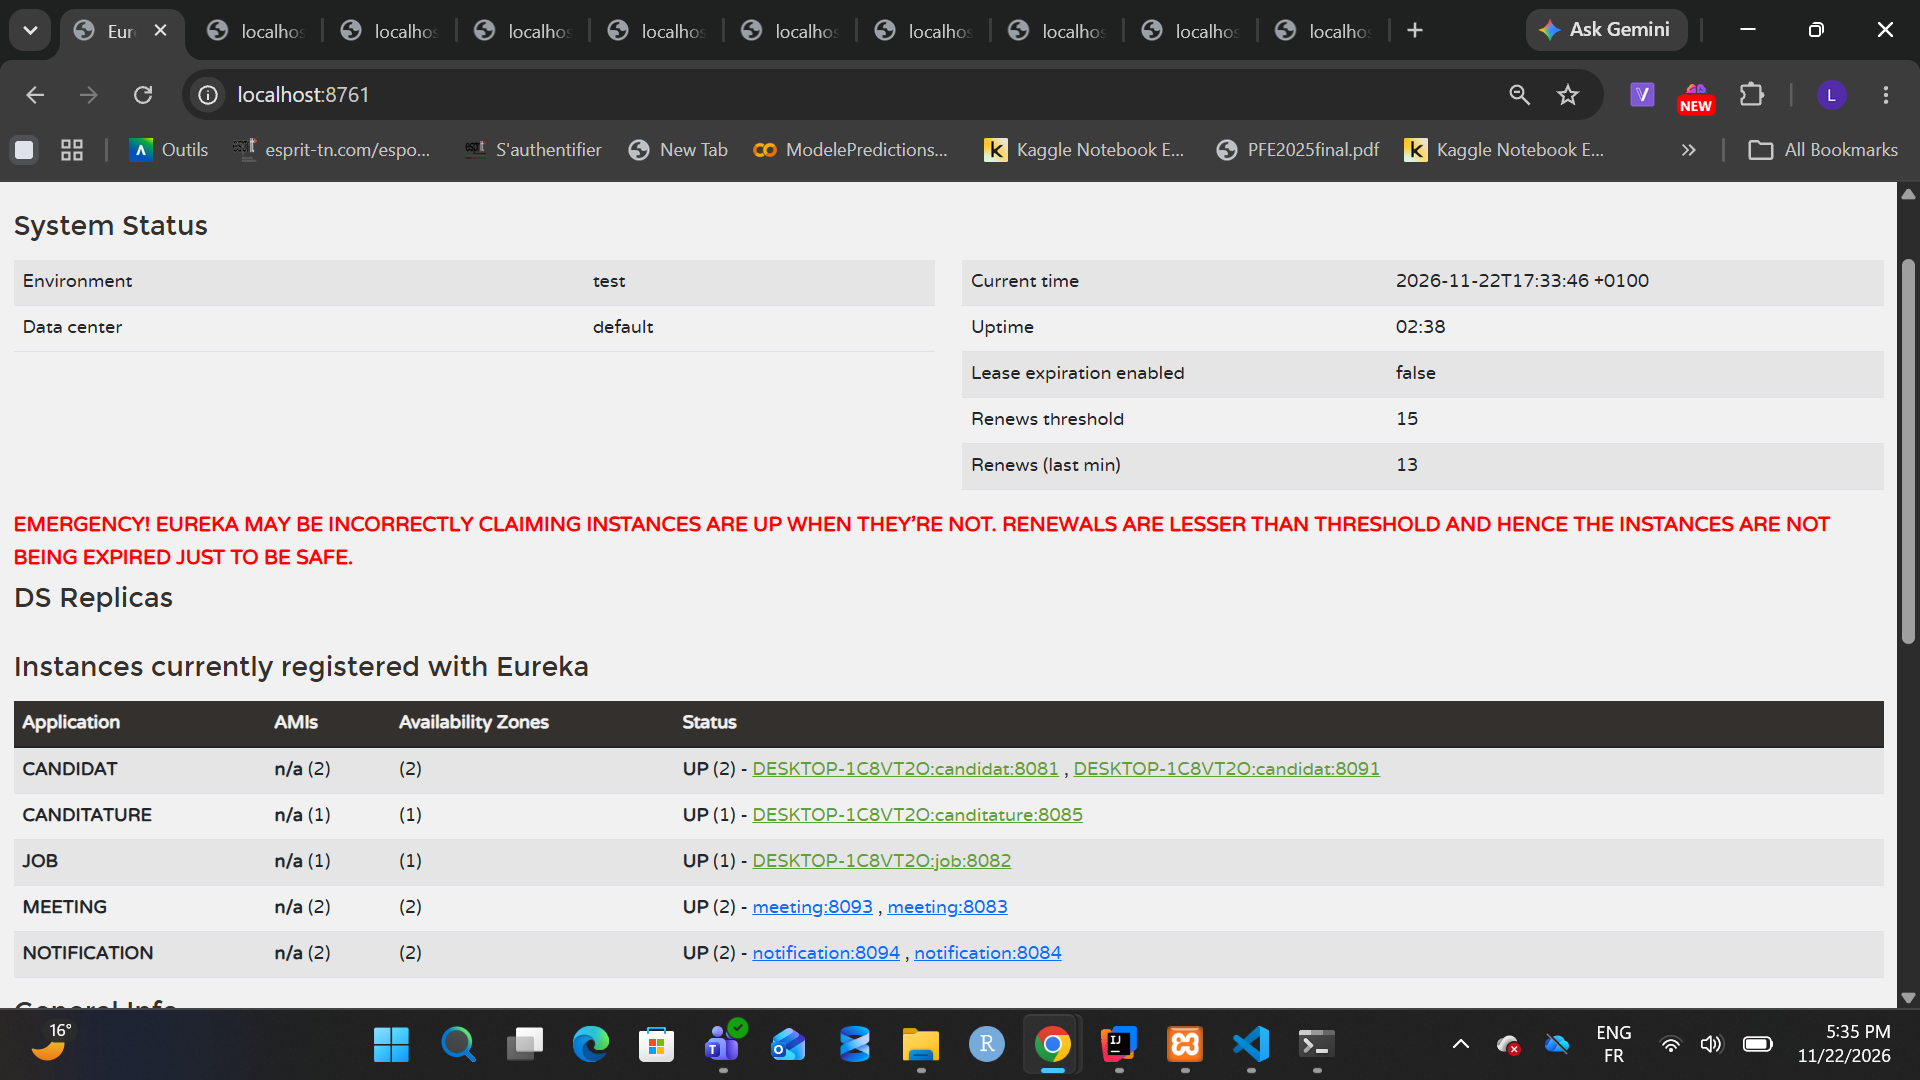 Eur
localhos
localhos
localhos
localhos
localhos
localhos
localhos
localhos
localhos
Ask Gemini
localhost:8761
V
NEW
L
Outils
esprit-tn.com/espo...
S'authentifier
New Tab
ModelePredictions...
Kaggle Notebook E...
PFE2025final.pdf
Kaggle Notebook E...
All Bookmarks
System Status
Environment test
Data center default
Current time 2026-11-22T17:33:46 +0100
Uptime 02:38
Lease expiration enabled false
Renews threshold 15
Renews (last min) 13
EMERGENCY! EUREKA MAY BE INCORRECTLY CLAIMING INSTANCES ARE UP WHEN THEY'RE NOT. RENEWALS ARE LESSER THAN THRESHOLD AND HENCE THE INSTANCES ARE NOT
BEING EXPIRED JUST TO BE SAFE.
DS Replicas
Instances currently registered with Eureka
Application AMIs Availability Zones Status
CANDIDAT n/a (2) (2) UP (2) - DESKTOP-1C8VT2O:candidat:8081 , DESKTOP-1C8VT2O:candidat:8091
CANDITATURE n/a (1) (1) UP (1) - DESKTOP-1C8VT2O:canditature:8085
JOB n/a (1) (1) UP (1) - DESKTOP-1C8VT2O:job:8082
MEETING n/a (2) (2) UP (2) - meeting:8093 , meeting:8083
NOTIFICATION n/a (2) (2) UP (2) - notification:8094 , notification:8084
General Info
16°
ENG
FR
5:35 PM
11/22/2026